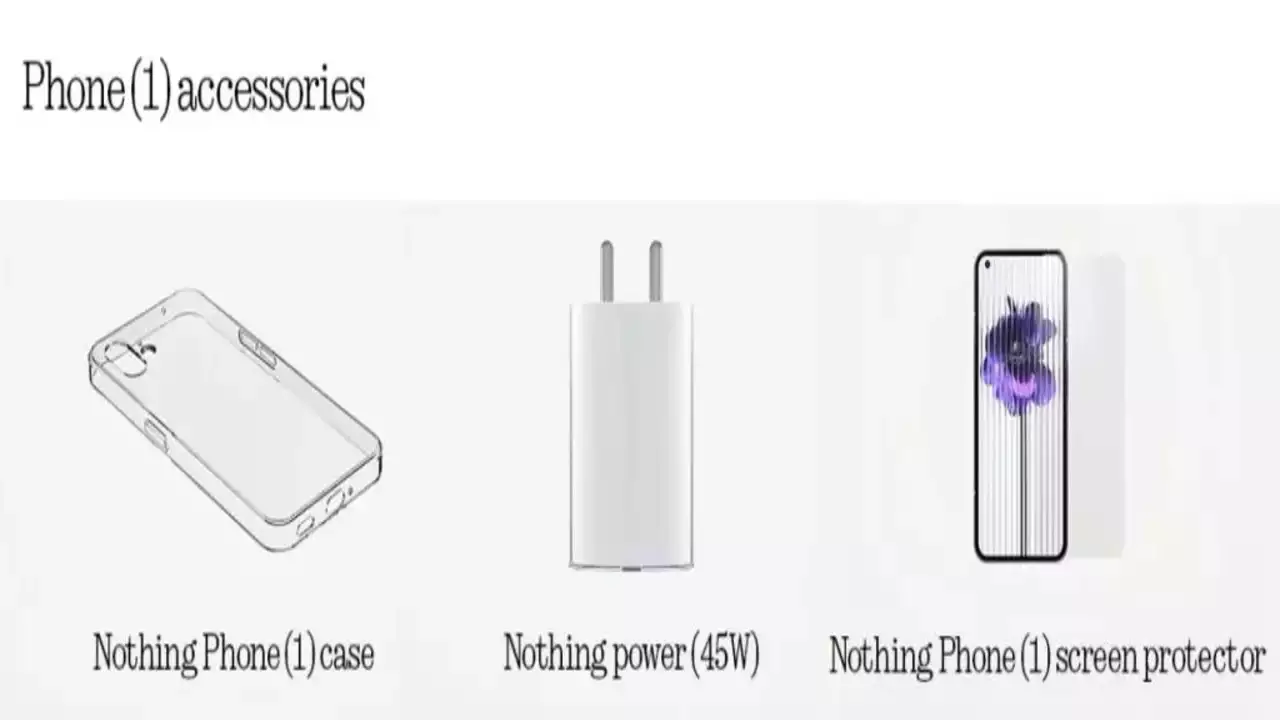 Phone (1) accessories
Nothing Phone (1) case
Nothing power (45W)
Nothing Phone (1) screen protector